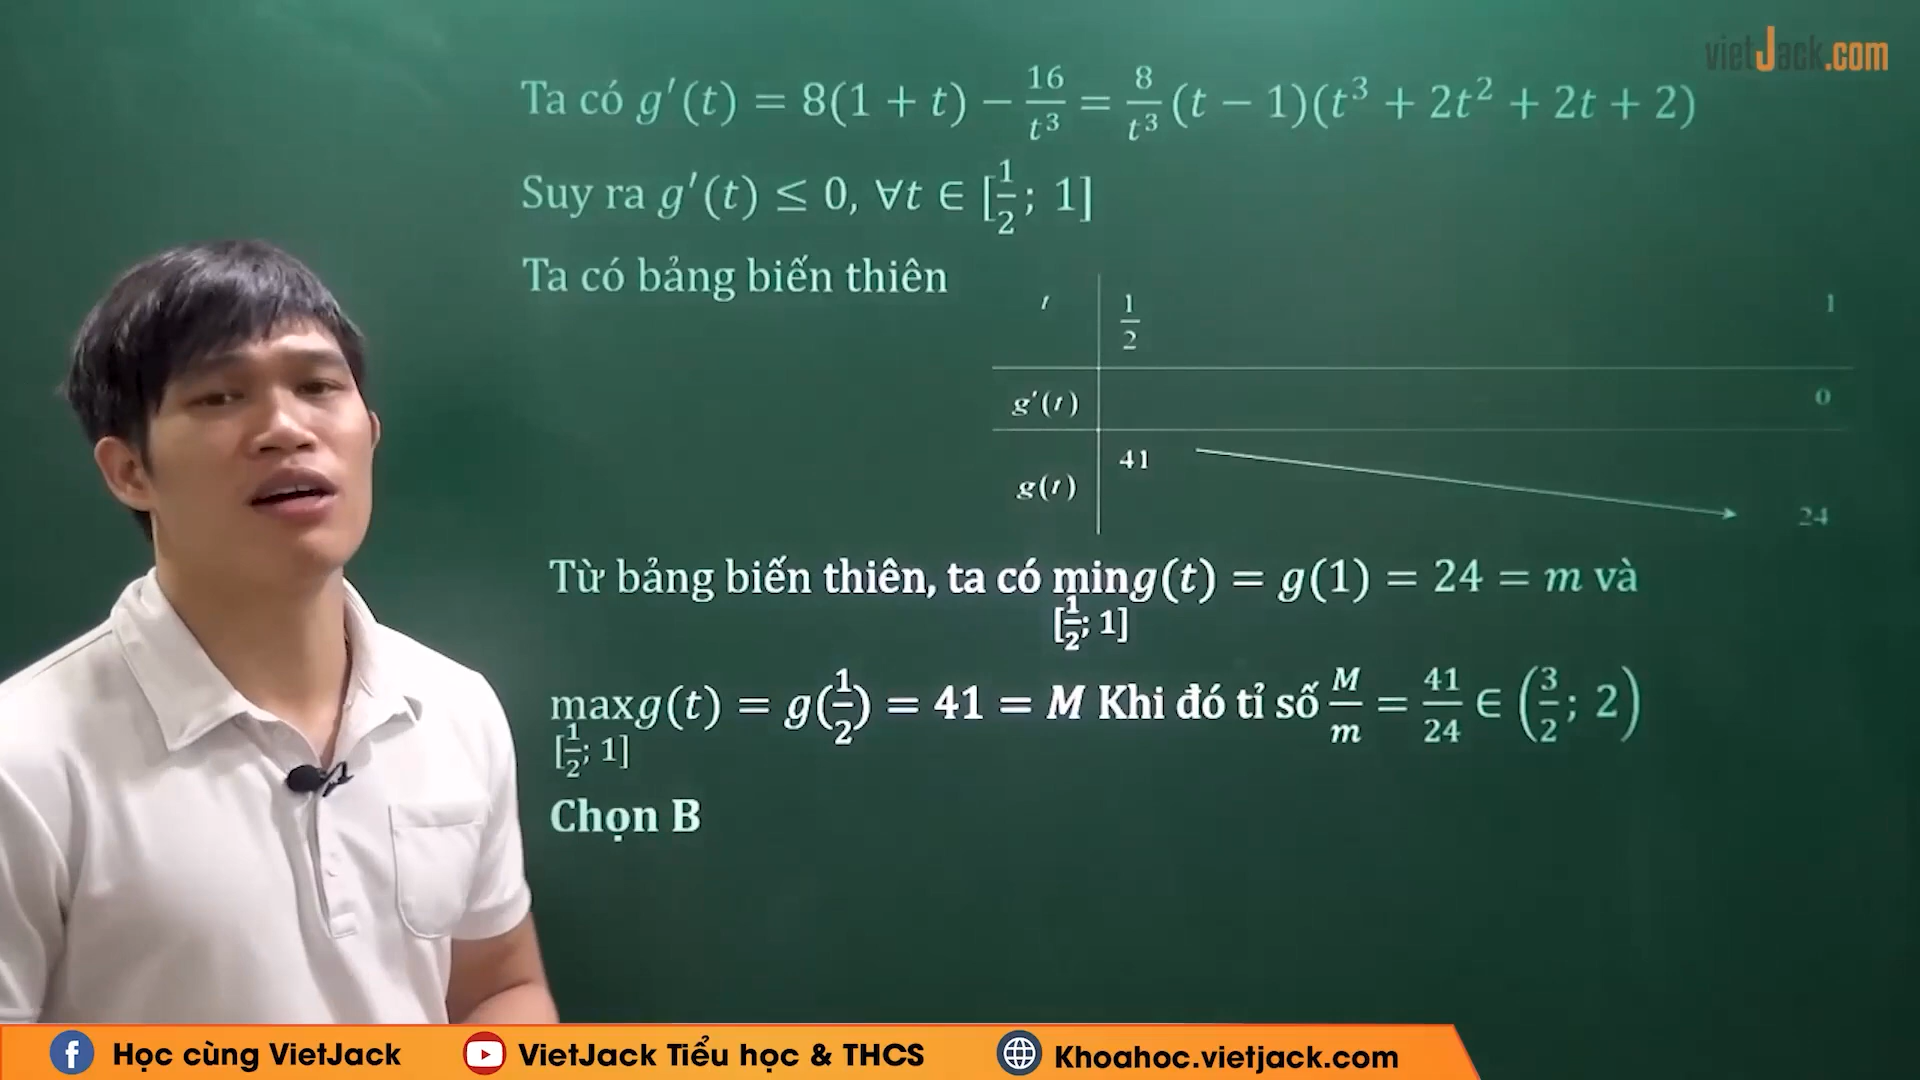 vietJack.com
Ta có g′(t) = 8(1 + t) − 16/t³ = 8/t³ (t − 1)(t³ + 2t² + 2t + 2)
Suy ra g′(t) ≤ 0, ∀t ∈ [1/2; 1]
Ta có bảng biến thiên
t 1/2 1
g′(t) 0
g(t) 41 24
Từ bảng biến thiên, ta có min g(t) = g(1) = 24 = m và
[1/2; 1]
max g(t) = g(1/2) = 41 = M Khi đó tỉ số M/m = 41/24 ∈ (3/2; 2)
[1/2; 1]
Chọn B
f Học cùng VietJack VietJack Tiểu học & THCS Khoahoc.vietjack.com